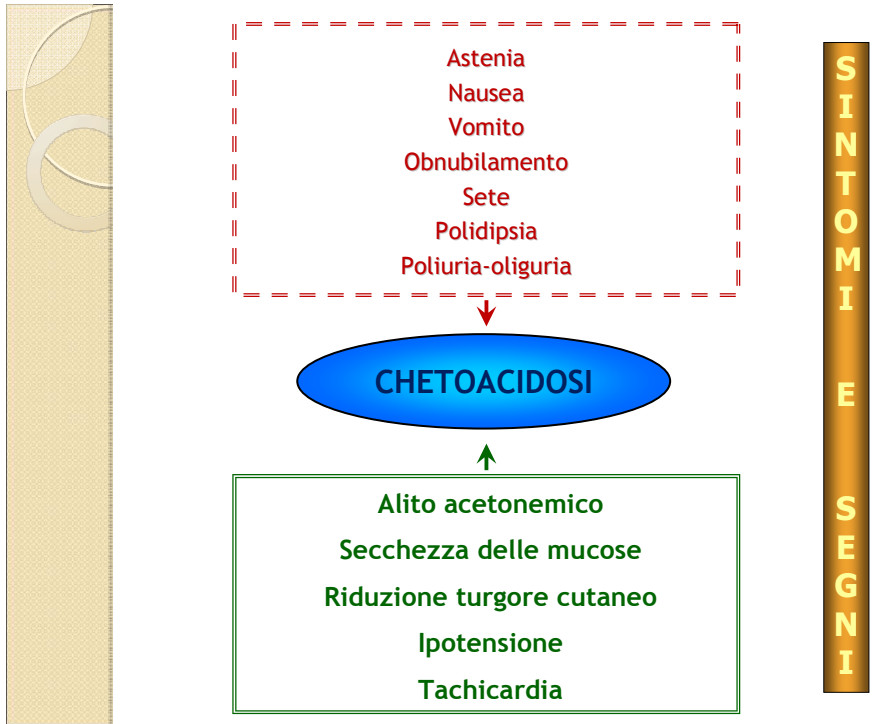 Astenia
Nausea
Vomito
Obnubilamento
Sete
Polidipsia
Poliuria-oliguria
CHETOACIDOSI
Alito acetonemico
Secchezza delle mucose
Riduzione turgore cutaneo
Ipotensione
Tachicardia
SINTOMI E SEGNI